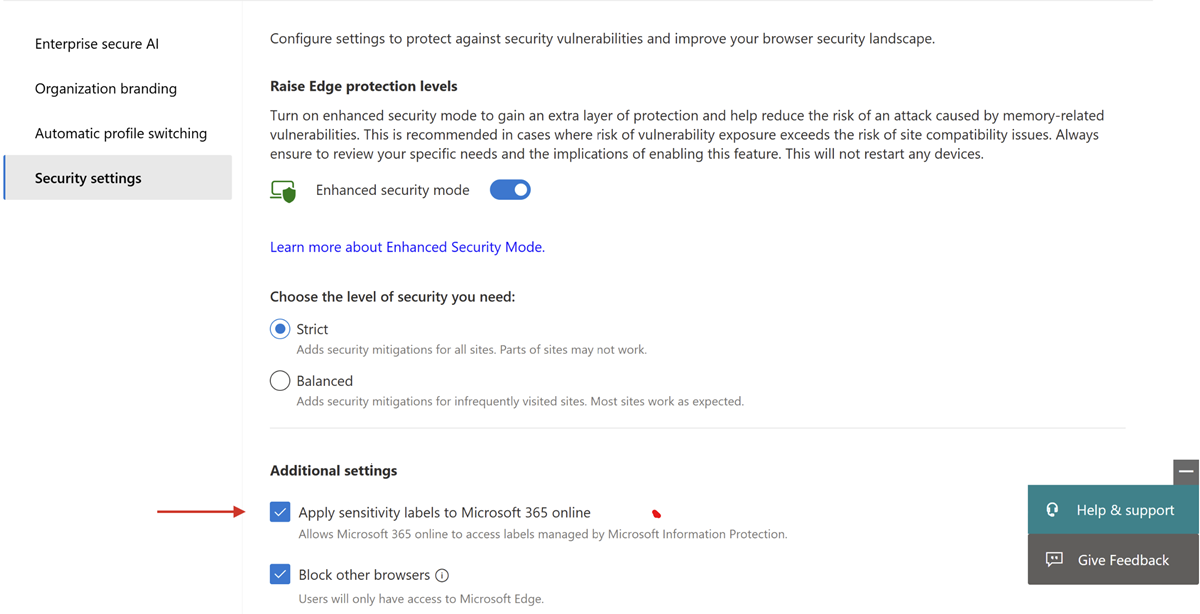 Enterprise secure AI
Organization branding
Automatic profile switching
Security settings
Configure settings to protect against security vulnerabilities and improve your browser security landscape.
Raise Edge protection levels
Turn on enhanced security mode to gain an extra layer of protection and help reduce the risk of an attack caused by memory-related
vulnerabilities. This is recommended in cases where risk of vulnerability exposure exceeds the risk of site compatibility issues. Always
ensure to review your specific needs and the implications of enabling this feature. This will not restart any devices.
Enhanced security mode
Learn more about Enhanced Security Mode.
Choose the level of security you need:
Strict
Adds security mitigations for all sites. Parts of sites may not work.
Balanced
Adds security mitigations for infrequently visited sites. Most sites work as expected.
Additional settings
Apply sensitivity labels to Microsoft 365 online
Allows Microsoft 365 online to access labels managed by Microsoft Information Protection.
Block other browsers
Users will only have access to Microsoft Edge.
Help & support
Give Feedback